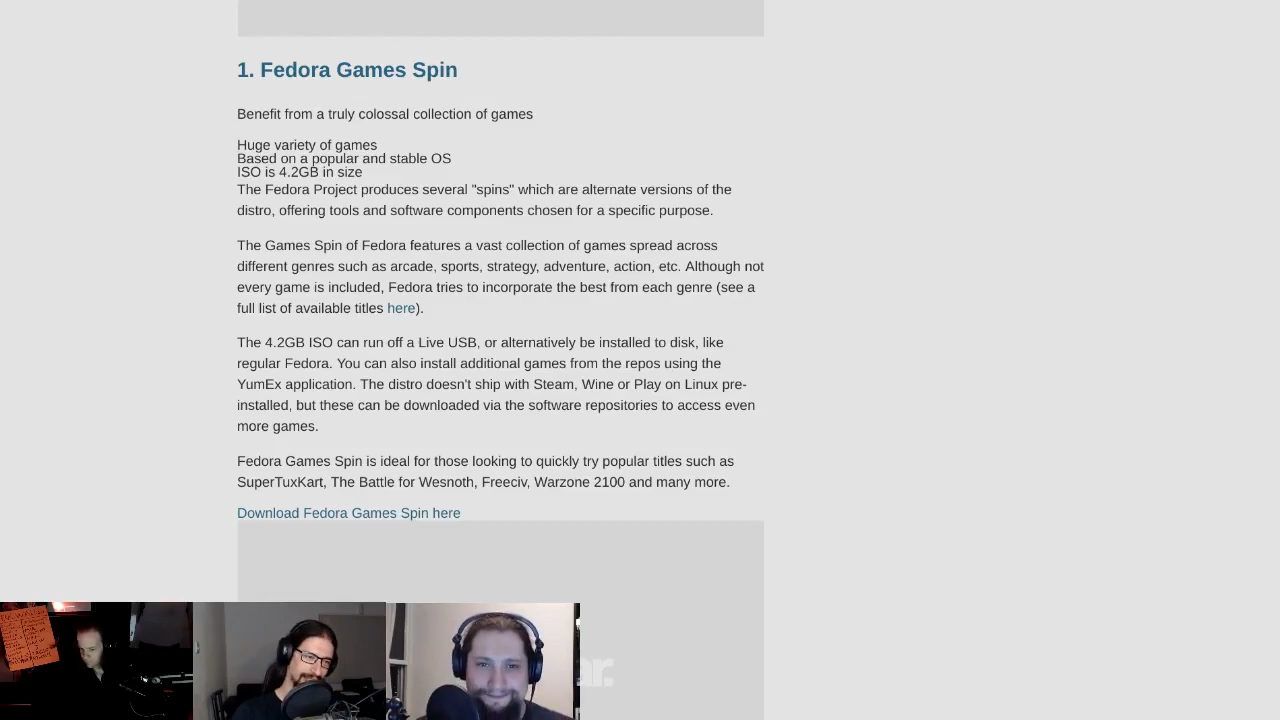 1. Fedora Games Spin
Benefit from a truly colossal collection of games
Huge variety of games
Based on a popular and stable OS
ISO is 4.2GB in size
The Fedora Project produces several "spins" which are alternate versions of the
distro, offering tools and software components chosen for a specific purpose.
The Games Spin of Fedora features a vast collection of games spread across
different genres such as arcade, sports, strategy, adventure, action, etc. Although not
every game is included, Fedora tries to incorporate the best from each genre (see a
full list of available titles here).
The 4.2GB ISO can run off a Live USB, or alternatively be installed to disk, like
regular Fedora. You can also install additional games from the repos using the
YumEx application. The distro doesn't ship with Steam, Wine or Play on Linux pre-
installed, but these can be downloaded via the software repositories to access even
more games.
Fedora Games Spin is ideal for those looking to quickly try popular titles such as
SuperTuxKart, The Battle for Wesnoth, Freeciv, Warzone 2100 and many more.
Download Fedora Games Spin here